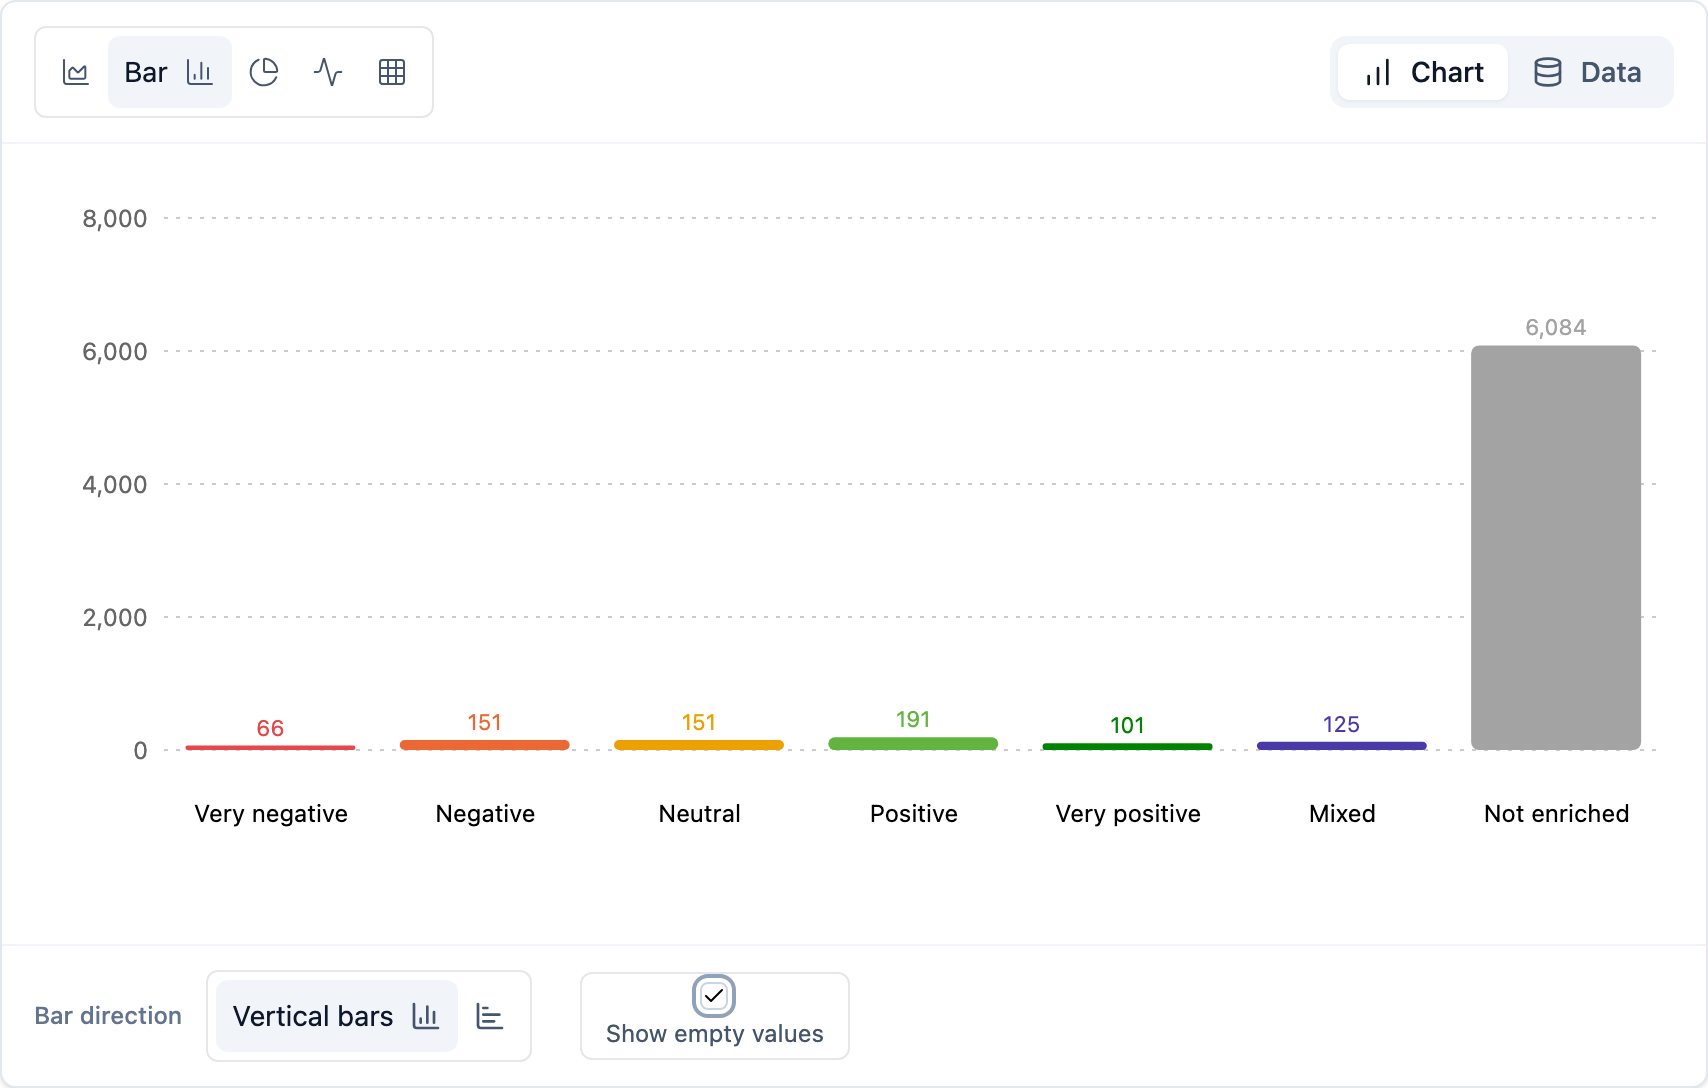 Bar
Chart
Data
8,000
6,000
4,000
2,000
0
66
151
151
191
101
125
6,084
Very negative
Negative
Neutral
Positive
Very positive
Mixed
Not enriched
Bar direction
Vertical bars
Show empty values